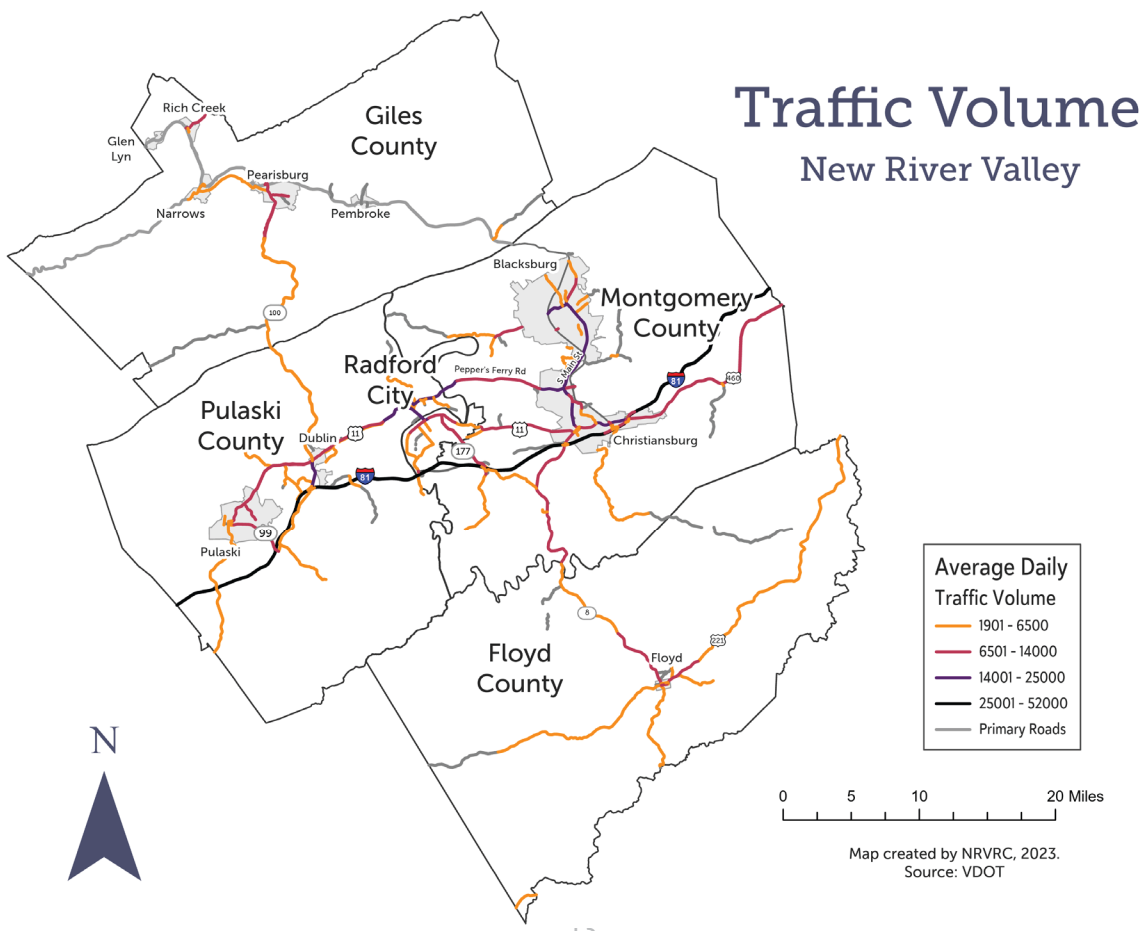 Traffic Volume
New River Valley
Rich Creek
Giles
County
Glen
Lyn
Pearisburg
Narrows
Pembroke
Blacksburg
Montgomery
County
100
Radford
City
Pepper's Ferry Rd
S Main St
81
460
Pulaski
County
Dublin
11
11
Christiansburg
177
81
99
Pulaski
8
221
Floyd
County
Floyd
Average Daily
Traffic Volume
1901 - 6500
6501 - 14000
14001 - 25000
25001 - 52000
Primary Roads
N
0 5 10 20 Miles
Map created by NRVRC, 2023.
Source: VDOT